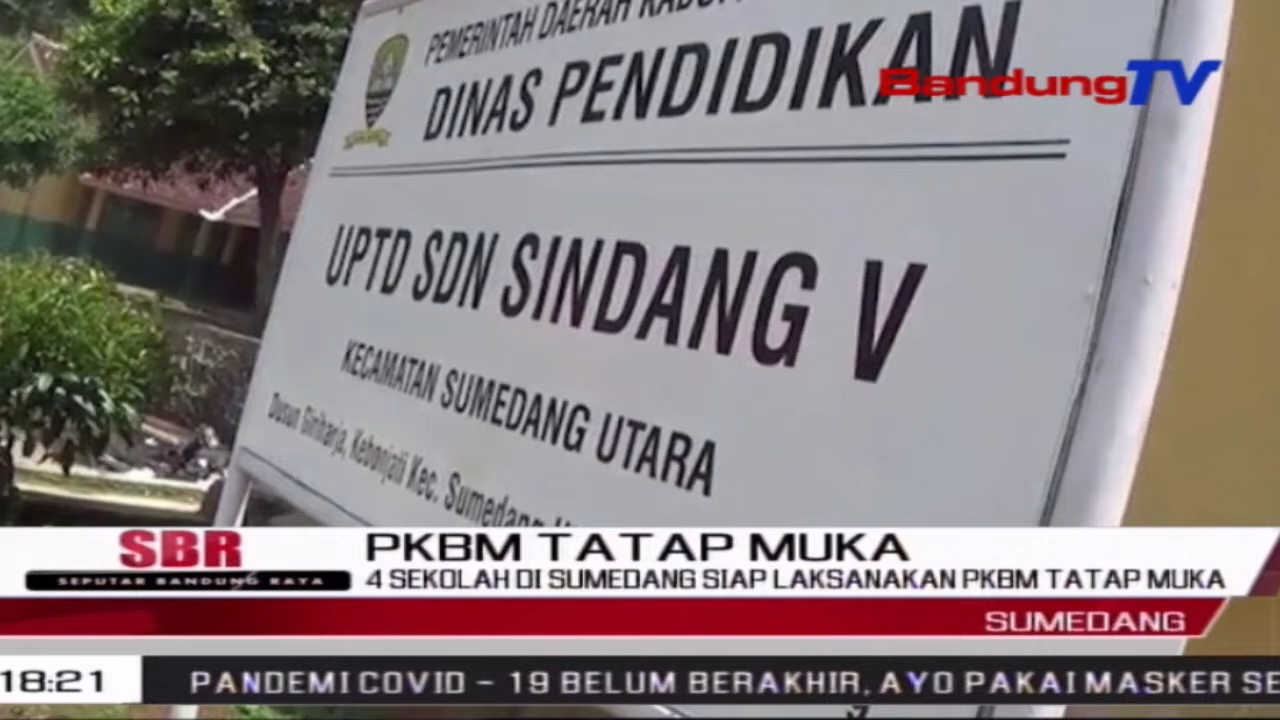 PEMERINTAH DAERAH
DINAS PENDIDIKAN
BandungTV
UPTD SDN SINDANG V
KECAMATAN SUMEDANG UTARA
Dusun Giriharja, Kebonjati Kec. Sumedang
SBR
SEPUTAR BANDUNG RAYA
PKBM TATAP MUKA
4 SEKOLAH DI SUMEDANG SIAP LAKSANAKAN PKBM TATAP MUKA
SUMEDANG
18:21
PANDEMI COVID - 19 BELUM BERAKHIR, AYO PAKAI MASKER SE